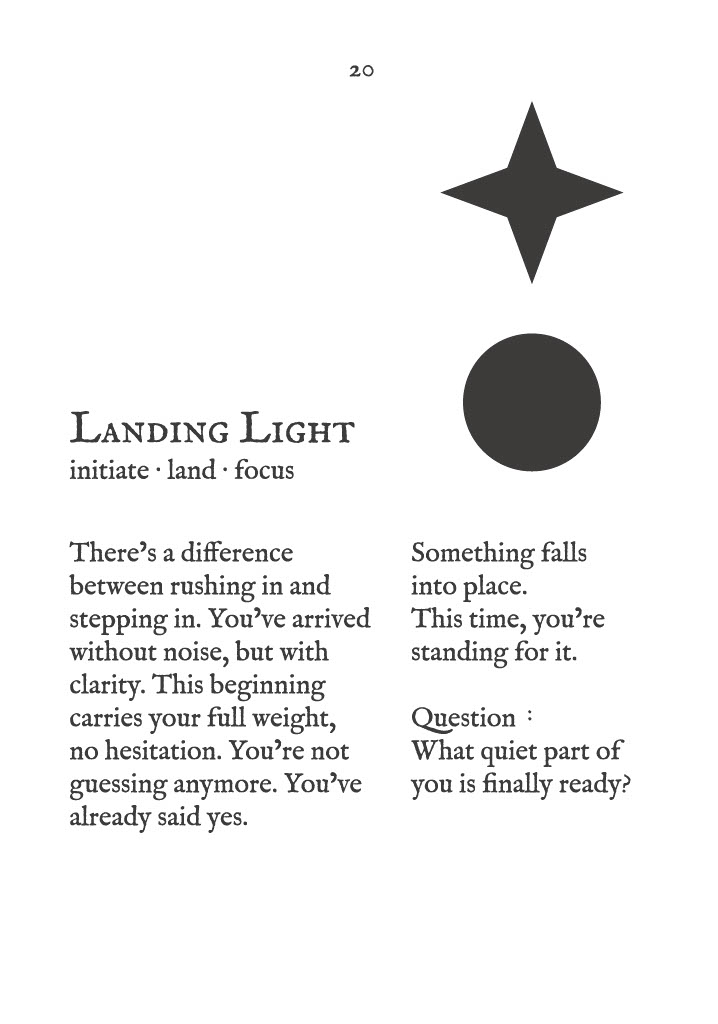 20
Landing Light
initiate · land · focus
There’s a difference
between rushing in and
stepping in. You’ve arrived
without noise, but with
clarity. This beginning
carries your full weight,
no hesitation. You’re not
guessing anymore. You’ve
already said yes.
Something falls
into place.
This time, you’re
standing for it.
Question :
What quiet part of
you is finally ready?